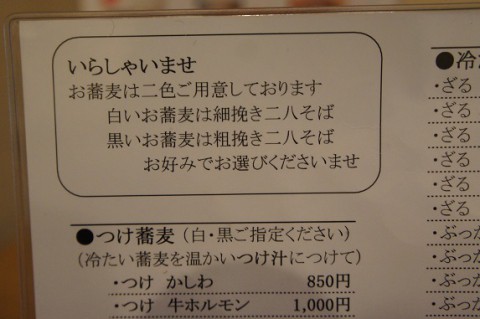 いらしゃいませ
お蕎麦は二色ご用意しております
白いお蕎麦は細挽き二八そば
黒いお蕎麦は粗挽き二八そば
お好みでお選びくださいませ
●つけ蕎麦（白・黒ご指定ください）
（冷たい蕎麦を温かいつけ汁につけて）
・つけ かしわ 850円
・つけ 牛ホルモン 1,000円
●冷た
・ざる
・ざる
・ざる
・ざる
・ざる
・ざる
・ぶっか
・ぶっか
・ぶっか
・ぶっか